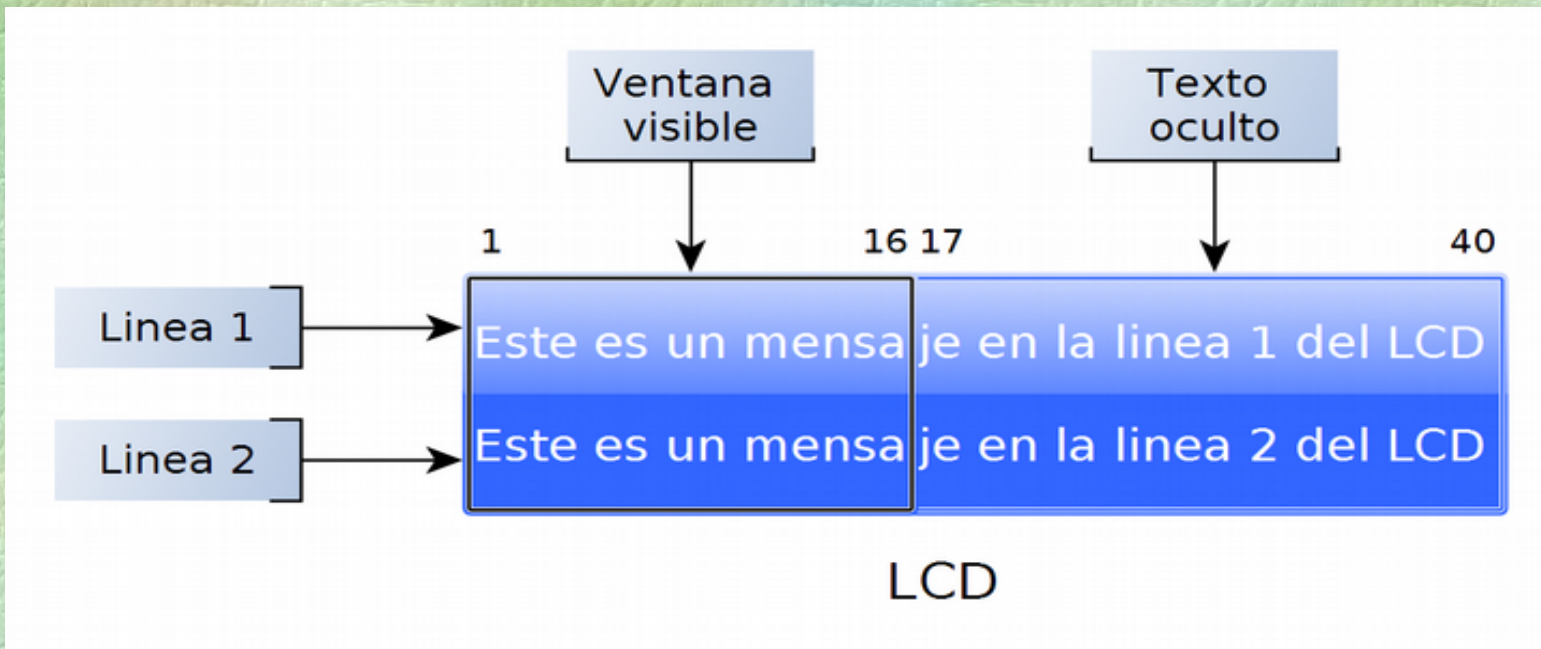 Ventana
visible
Texto
oculto
1
16 17
40
Linea 1
Este es un mensaje en la linea 1 del LCD
Linea 2
Este es un mensaje en la linea 2 del LCD
LCD